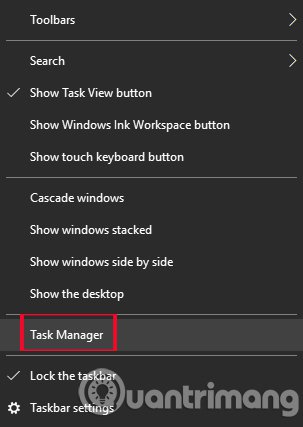 Toolbars
Search
Show Task View button
Show Windows Ink Workspace button
Show touch keyboard button
Cascade windows
Show windows stacked
Show windows side by side
Show the desktop
Task Manager
Lock the taskbar
Taskbar settings
Quantrimang